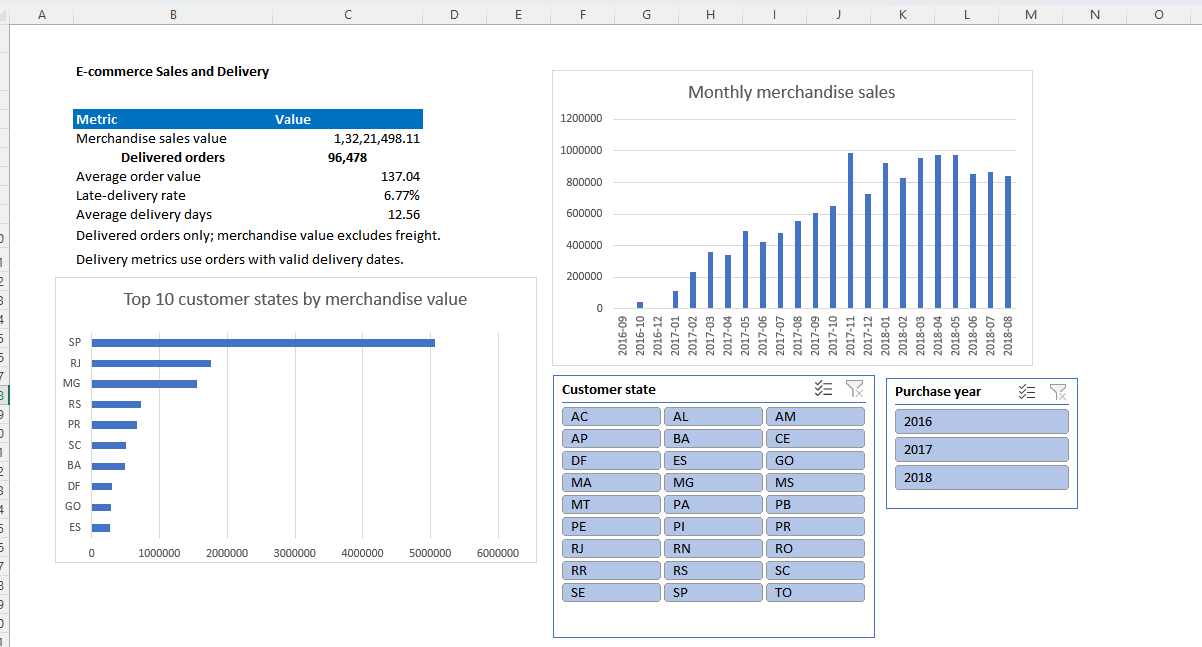 A B C D E F G H I J K L M N O
E-commerce Sales and Delivery
Metric Value
Merchandise sales value 1,32,21,498.11
Delivered orders 96,478
Average order value 137.04
Late-delivery rate 6.77%
Average delivery days 12.56
Delivered orders only; merchandise value excludes freight.
Delivery metrics use orders with valid delivery dates.
Top 10 customer states by merchandise value
SP
RJ
MG
RS
PR
SC
BA
DF
GO
ES
0 1000000 2000000 3000000 4000000 5000000 6000000
Monthly merchandise sales
1200000
1000000
800000
600000
400000
200000
0
2016-09 2016-10 2016-12 2017-01 2017-02 2017-03 2017-04 2017-05 2017-06 2017-07 2017-08 2017-09 2017-10 2017-11 2017-12 2018-01 2018-02 2018-03 2018-04 2018-05 2018-06 2018-07 2018-08
Customer state
AC AL AM
AP BA CE
DF ES GO
MA MG MS
MT PA PB
PE PI PR
RJ RN RO
RR RS SC
SE SP TO
Purchase year
2016
2017
2018